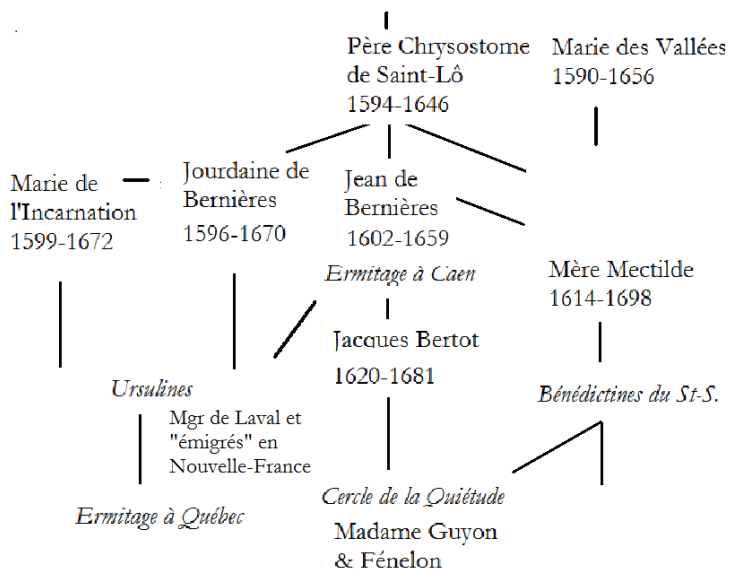 Père Chrysostome
de Saint-Lô
1594-1646
Marie des Vallées
1590-1656
Marie de
l'Incarnation
1599-1672
Jourdaine de
Bernières
1596-1670
Jean de
Bernières
1602-1659
Ermitage à Caen
Mère Mectilde
1614-1698
Jacques Bertot
1620-1681
Ursulines
Mgr de Laval et
"émigrés" en
Nouvelle-France
Bénédictines du St-S.
Ermitage à Québec
Cercle de la Quiétude
Madame Guyon
& Fénelon